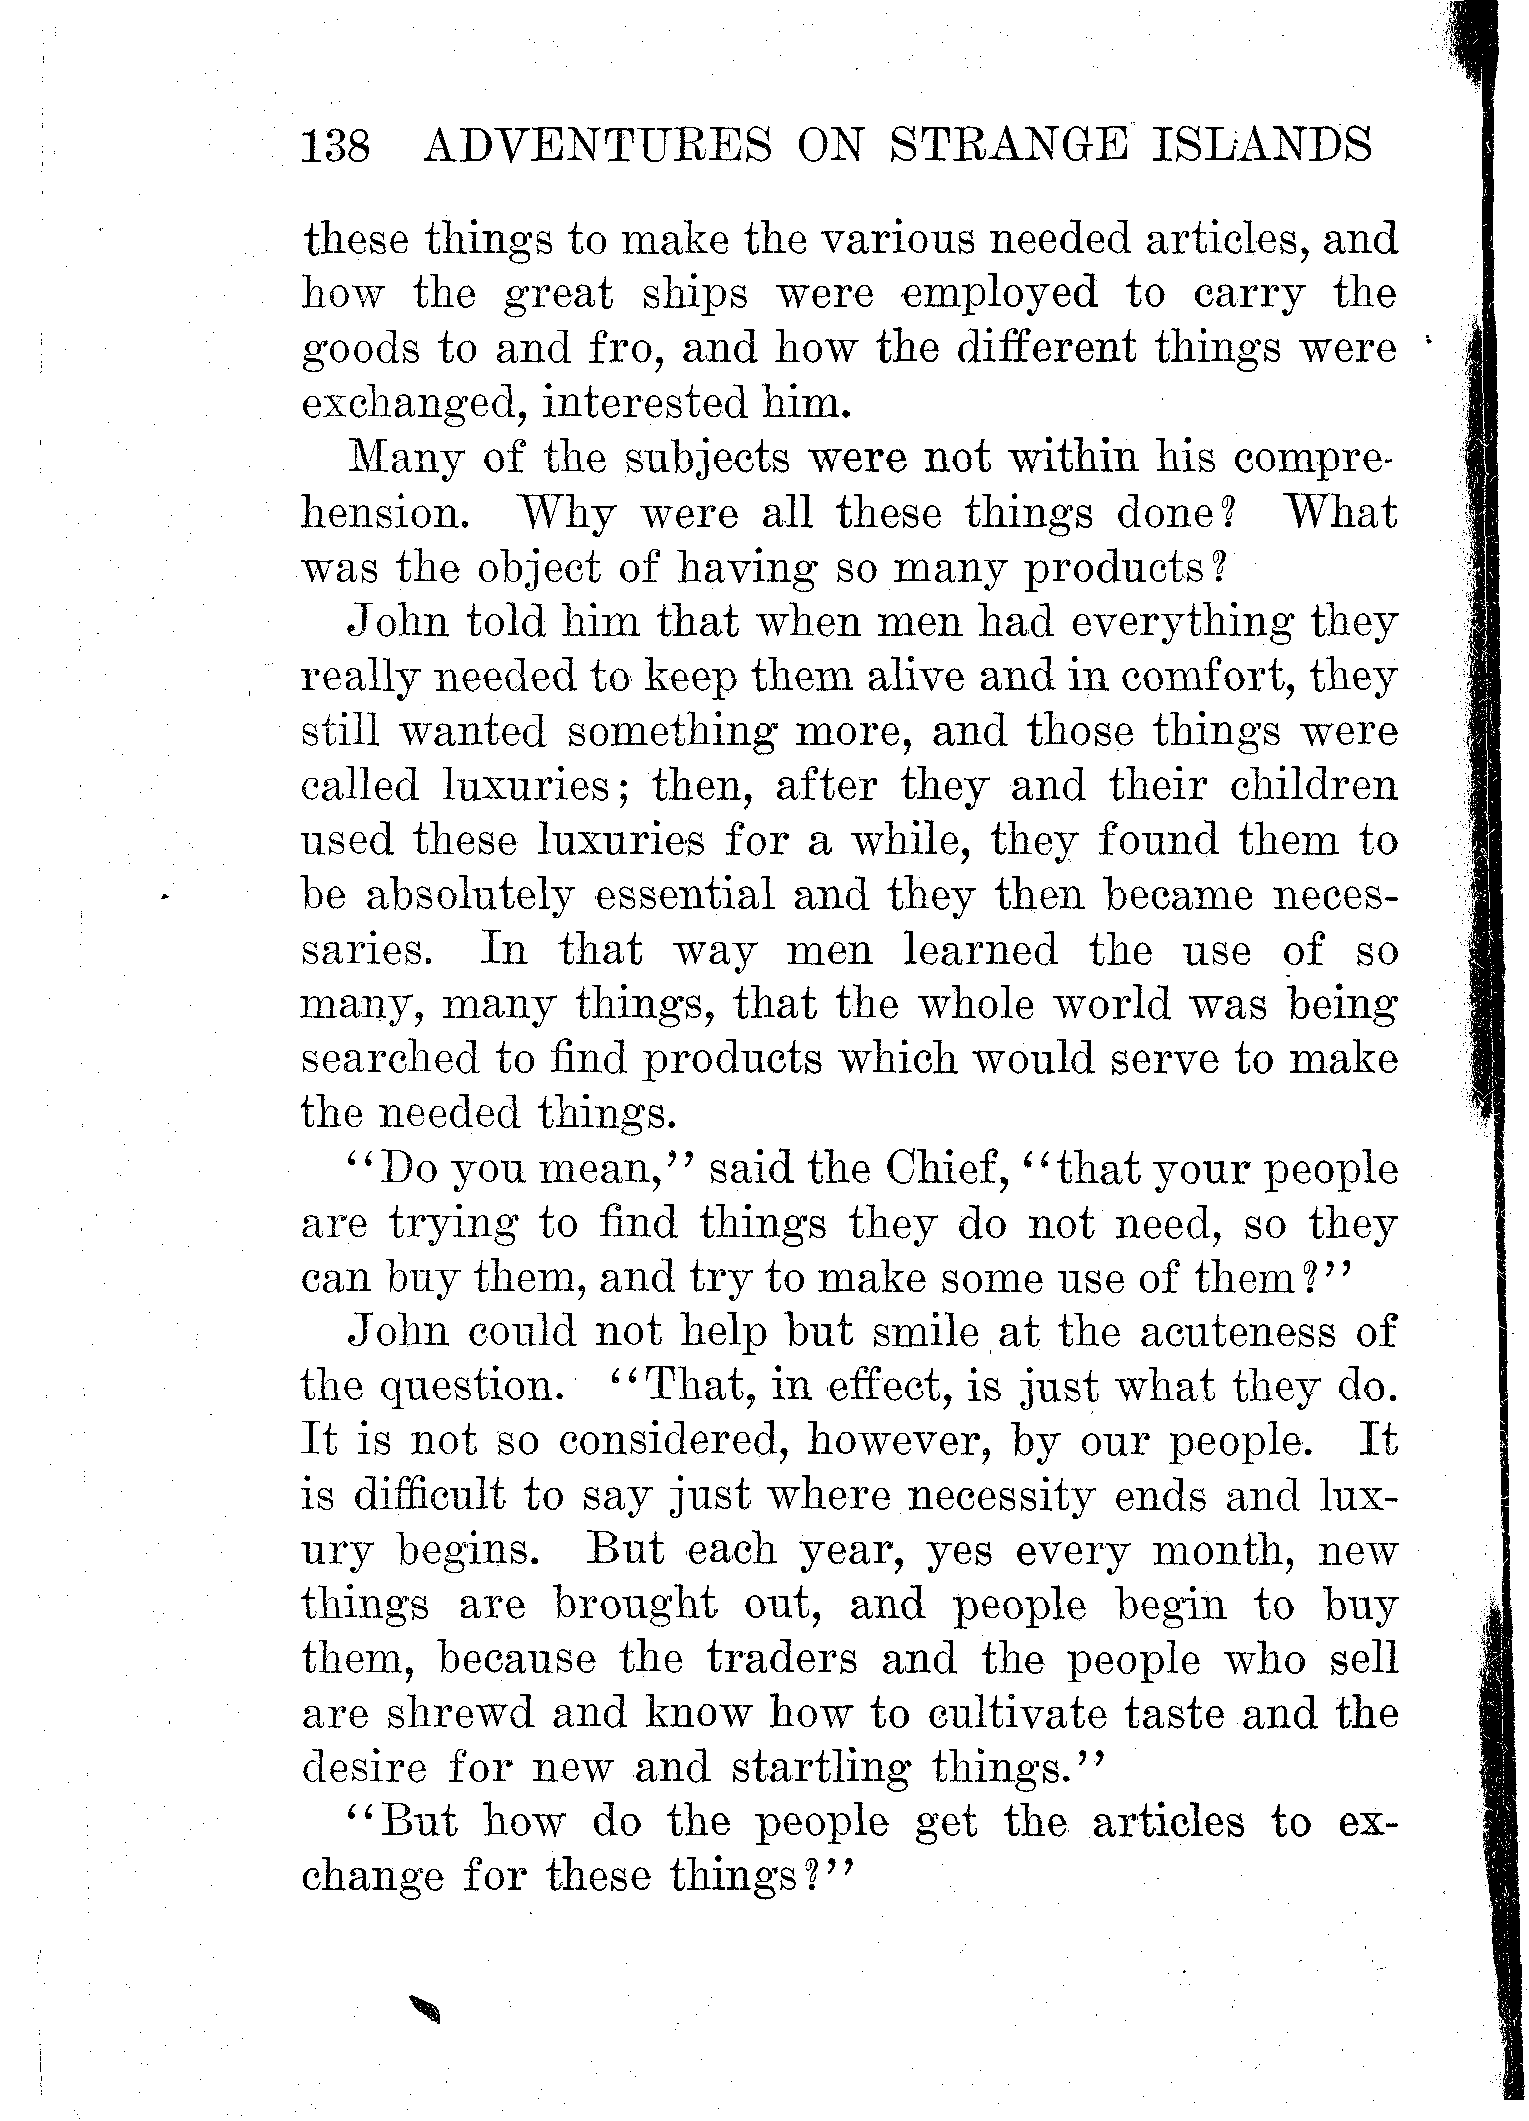 138 ADVENTURES ON STRANGE ISLANDS
these things to make the various needed articles, and
how the great ships were employed to carry the
goods to and fro, and how the different things were
exchanged, interested him.
Many of the subjects were not within his compre-
hension. Why were all these things done? What
was the object of having so many products?
John told him that when men had everything they
really needed to keep them alive and in comfort, they
still wanted something more, and those things were
called luxuries; then, after they and their children
used these luxuries for a while, they found them to
be absolutely essential and they then became neces-
saries. In that way men learned the use of so
many, many things, that the whole world was being
searched to find products which would serve to make
the needed things.
"Do you mean," said the Chief, "that your people
are trying to find things they do not need, so they
can buy them, and try to make some use of them?"
John could not help but smile at the acuteness of
the question. "That, in effect, is just what they do.
It is not so considered, however, by our people. It
is difficult to say just where necessity ends and lux-
ury begins. But each year, yes every month, new
things are brought out, and people begin to buy
them, because the traders and the people who sell
are shrewd and know how to cultivate taste and the
desire for new and startling things."
"But how do the people get the articles to ex-
change for these things?"